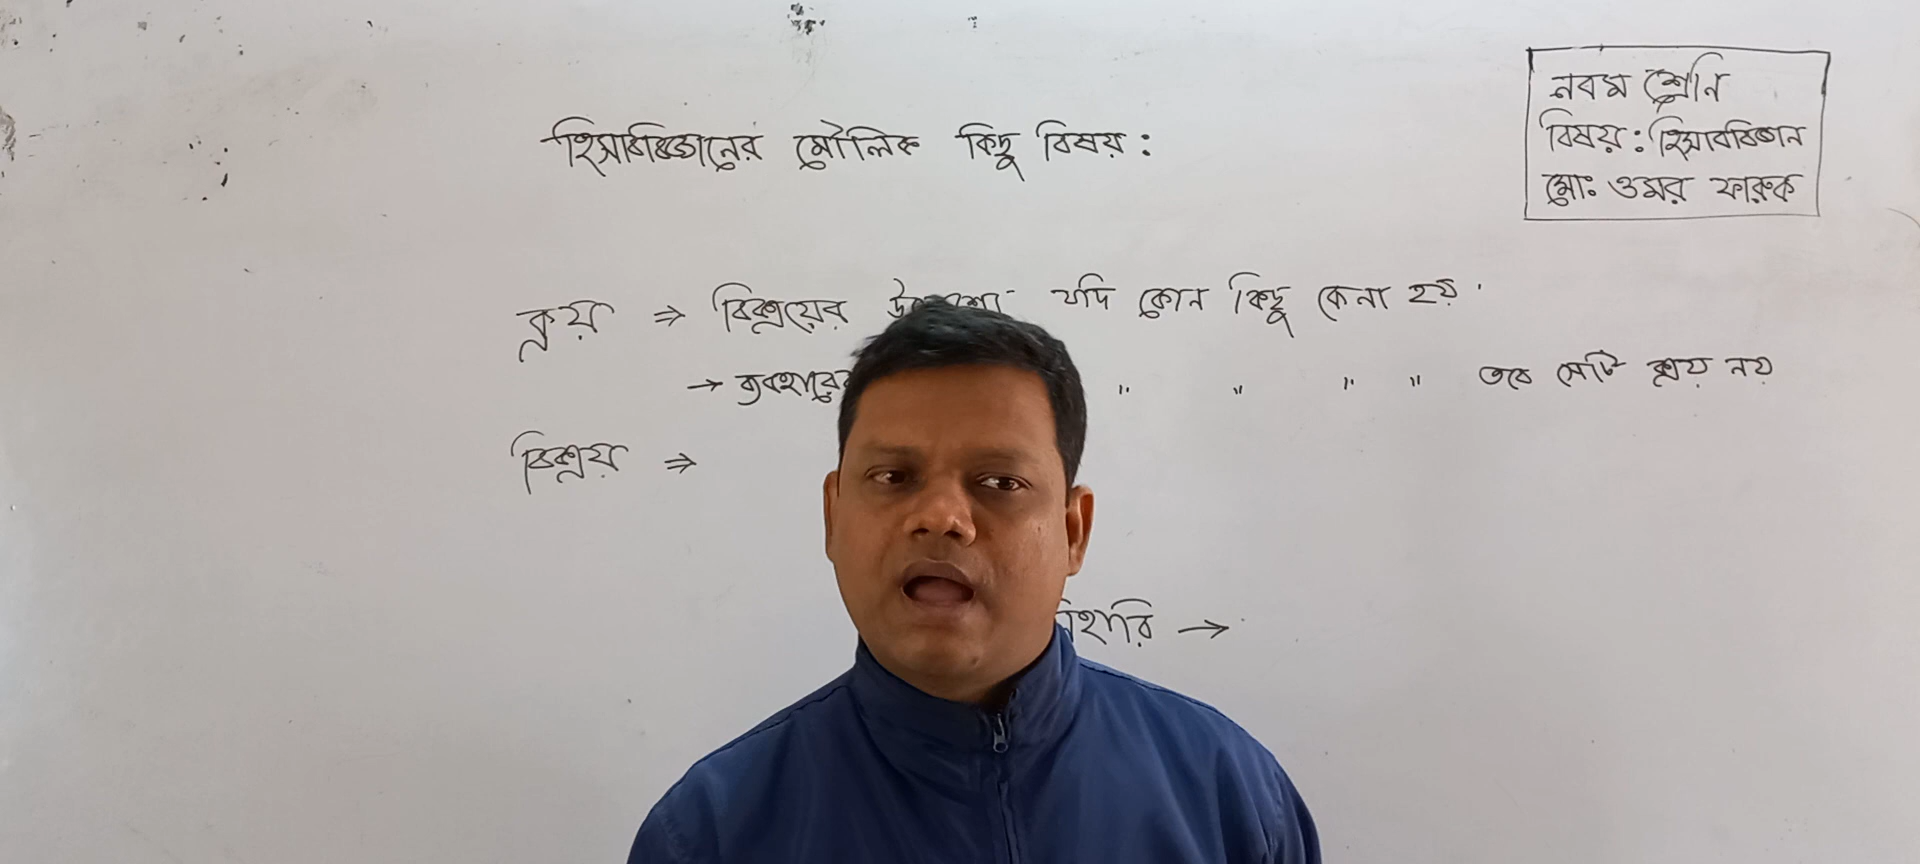 নবম শ্রেনি
বিষয় : হিসাববিজ্ঞান
মোঃ ওমর ফারুক
হিসাববিজ্ঞানের মৌলিক কিছু বিষয় :
ক্রয় ⇒ বিক্রয়ের যদি কোন কিছু কেনা হয়।
→ " " " " তবে সেটি ক্রয় নয়
বিক্রয় ⇒
→